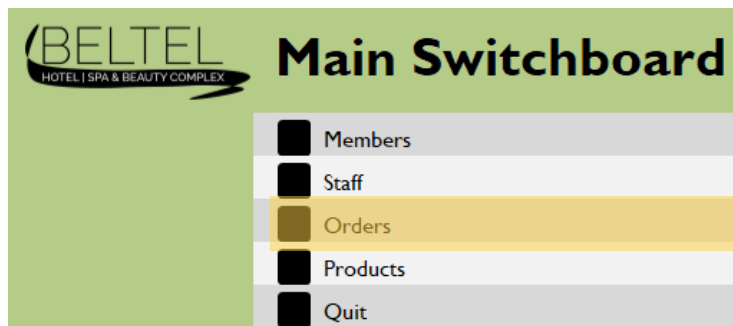 BELTEL
HOTEL | SPA & BEAUTY COMPLEX
Main Switchboard
Members
Staff
Orders
Products
Quit